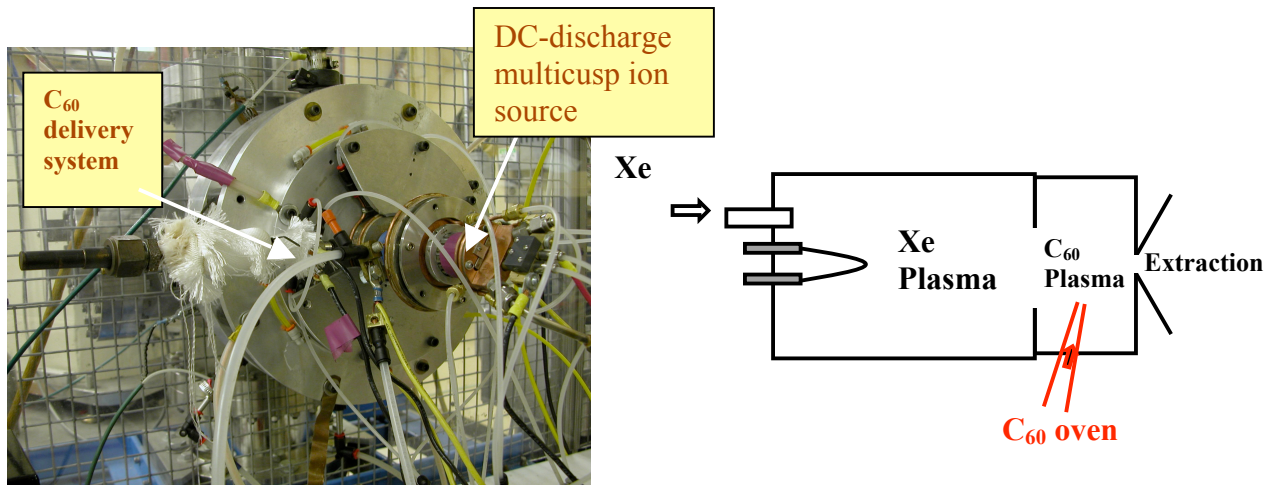 C₆₀
delivery
system
DC-discharge
multicusp ion
source
Xe
Xe
Plasma
C₆₀
Plasma
Extraction
C₆₀ oven